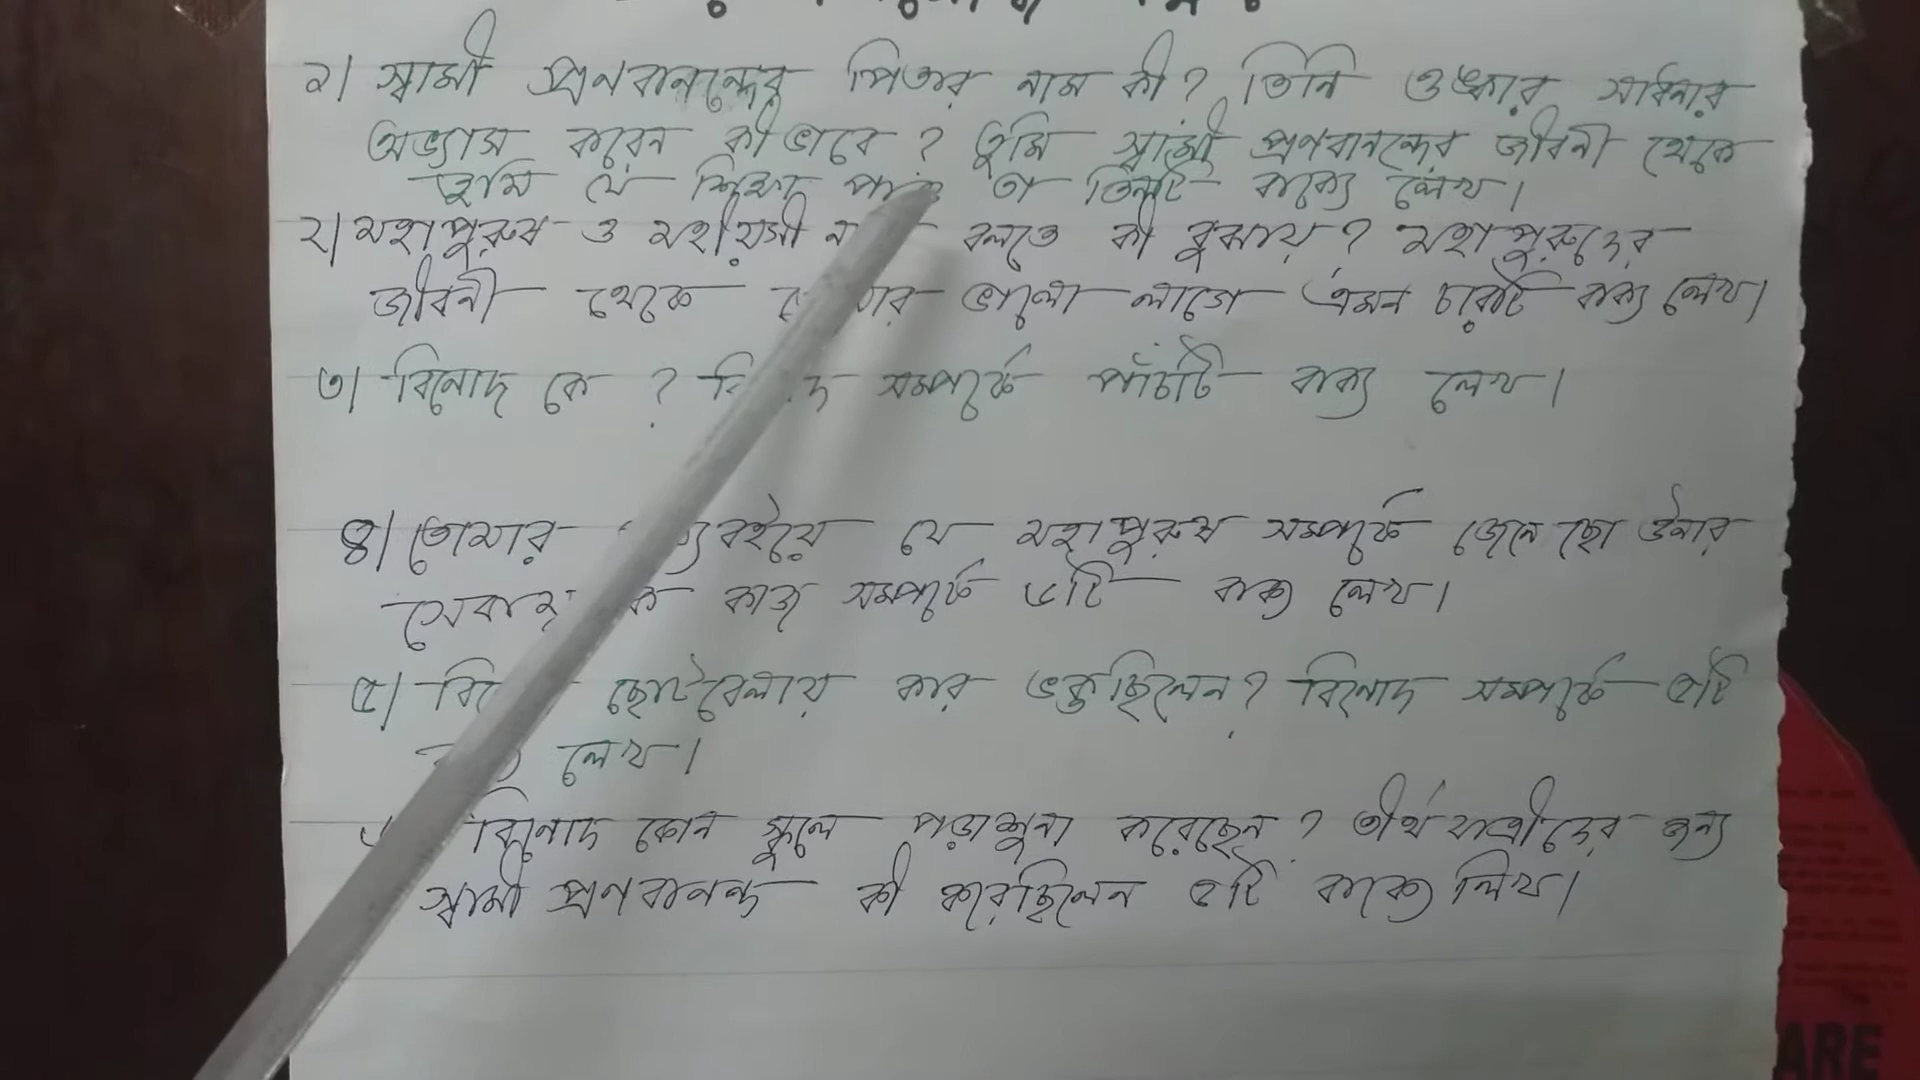 ১। স্বামী প্রণবানন্দের পিতার নাম কী? তিনি ওঙ্কার সাধনার
অভ্যাস করেন কীভাবে? তুমি স্বামী প্রণবানন্দের জীবনী থেকে
তুমি যে শিক্ষা তা তিনটি বাক্যে লেখ।
২। মহাপুরুষ ও মহীয়সী বলতে কী বুঝায়? মহাপুরুষের
জীবনী থেকে ভালো লাগে এমন চারটি বাক্য লেখ।
৩। বিনোদ কে? সম্পর্কে পাঁচটি বাক্য লেখ।
৪। তোমার যে মহাপুরুষ সম্পর্কে জেনেছো উনার
কাজ সম্পর্কে ৫টি বাক্য লেখ।
৫। ছোটবেলায় কার ভক্ত ছিলেন? বিনোদ সম্পর্কে ৫টি
লেখ।
বিনোদ কোন স্কুলে পড়াশুনা করেছেন? তীর্থ যাত্রীদের জন্য
স্বামী প্রণবানন্দ কী করেছিলেন ৫টি বাক্যে লিখ।
ARE